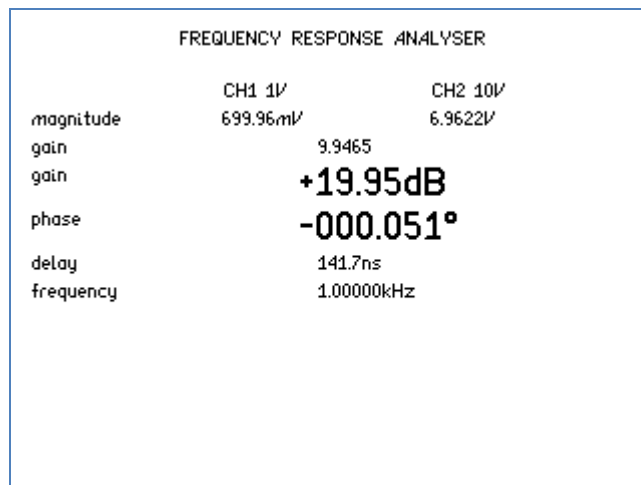 FREQUENCY RESPONSE ANALYSER
CH1 1V CH2 10V
magnitude 699.96mV 6.9622V
gain 9.9465
gain +19.95dB
phase -000.051°
delay 141.7ns
frequency 1.00000kHz